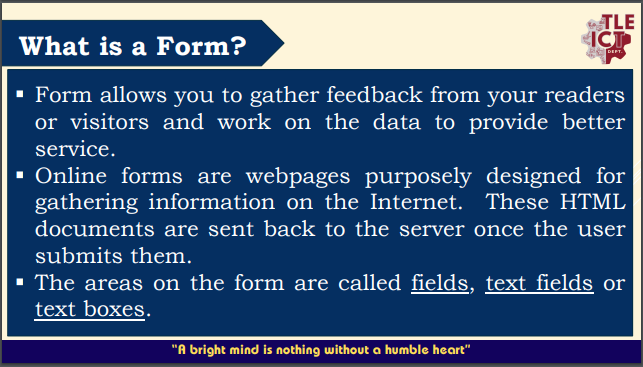 What is a Form?
TLE
ICT
DEPT.
▪ Form allows you to gather feedback from your readers
or visitors and work on the data to provide better
service.
▪ Online forms are webpages purposely designed for
gathering information on the Internet. These HTML
documents are sent back to the server once the user
submits them.
▪ The areas on the form are called fields, text fields or
text boxes.
"A bright mind is nothing without a humble heart"